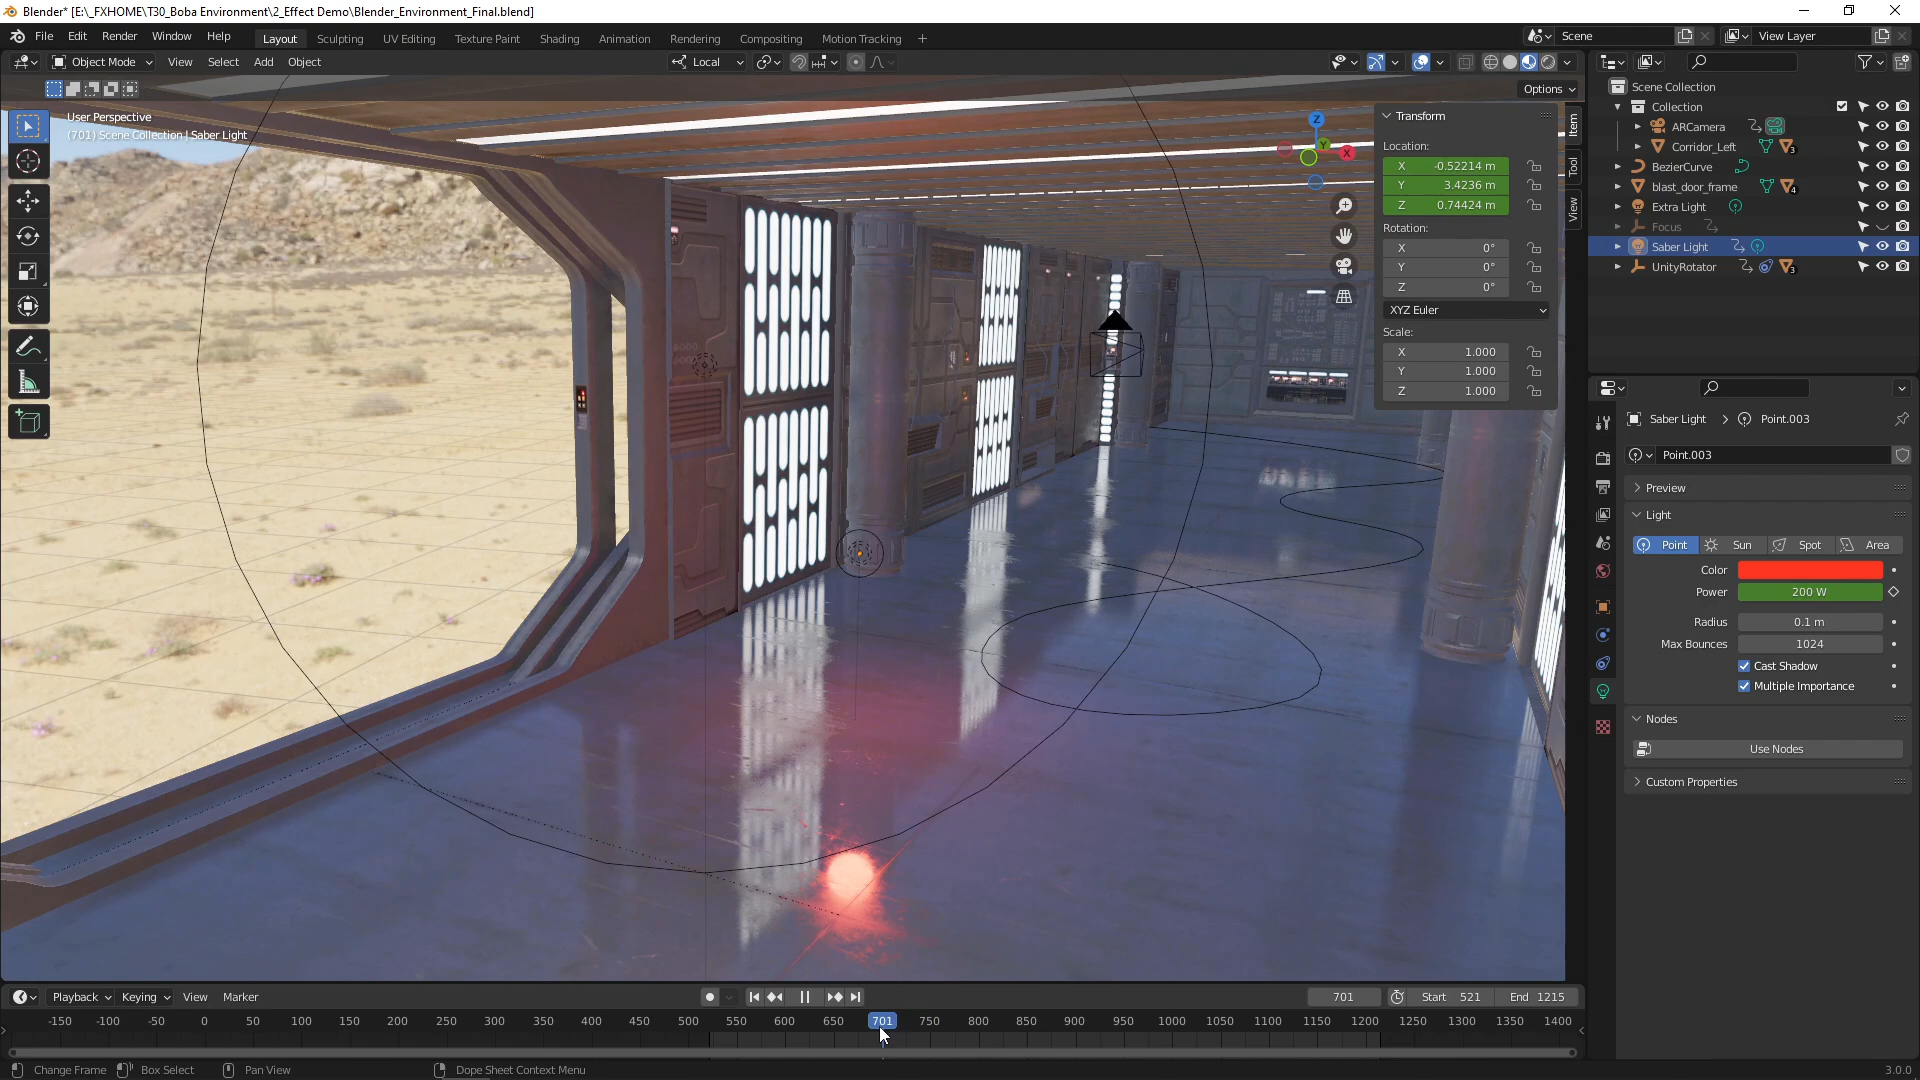 Blender* [E:\_FXHOME\T30_Boba Environment\2_Effect Demo\Blender_Environment_Final.blend]
File Edit Render Window Help Layout Sculpting UV Editing Texture Paint Shading Animation Rendering Compositing Motion Tracking + Scene View Layer
Object Mode View Select Add Object Local
Options
User Perspective
(701) Scene Collection | Saber Light
Z
Y
X
Transform
Location:
X -0.52214 m
Y 3.4236 m
Z 0.74424 m
Rotation:
X 0°
Y 0°
Z 0°
XYZ Euler
Scale:
X 1.000
Y 1.000
Z 1.000
Item
Tool
View
Scene Collection
Collection
ARCamera
Corridor_Left 3
BezierCurve
blast_door_frame 4
Extra Light
Focus
Saber Light
UnityRotator 3
Saber Light > Point.003
Point.003
Preview
Light
Point Sun Spot Area
Color
Power 200 W
Radius 0.1 m
Max Bounces 1024
Cast Shadow
Multiple Importance
Nodes
Use Nodes
Custom Properties
Playback Keying View Marker 701 Start 521 End 1215
-150 -100 -50 0 50 100 150 200 250 300 350 400 450 500 550 600 650 701 750 800 850 900 950 1000 1050 1100 1150 1200 1250 1300 1350 1400
Change Frame Box Select Pan View Dope Sheet Context Menu 3.0.0